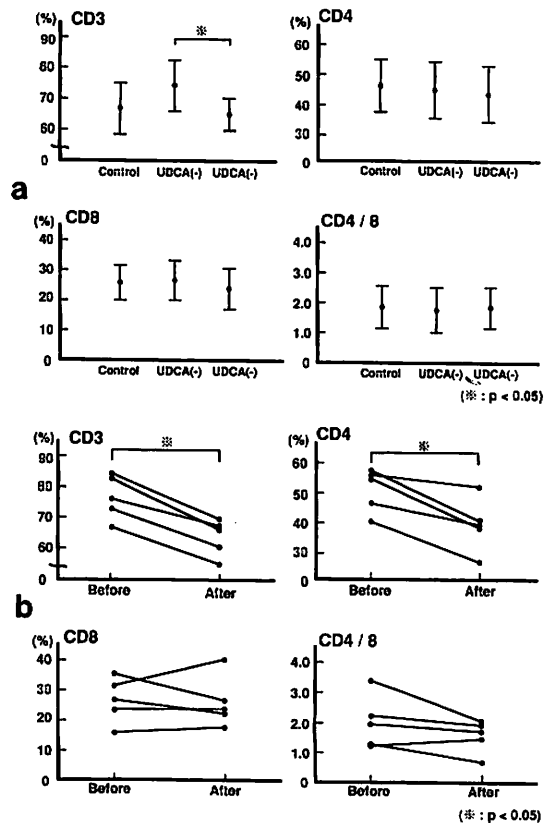 (%) CD3
90
80
70
60
0
※
Control UDCA(-) UDCA(-)
(%) CD4
60
50
40
30
0
Control UDCA(-) UDCA(-)
a
(%) CD8
40
30
20
10
0
Control UDCA(-) UDCA(-)
(%) CD4 / 8
4.0
3.0
2.0
1.0
0
Control UDCA(-) UDCA(-)
(※ : p < 0.05)
(%) CD3
90
80
70
60
0
※
Before After
(%) CD4
60
50
40
30
0
※
Before After
b
(%) CD8
40
30
20
10
0
Before After
(%) CD4 / 8
4.0
3.0
2.0
1.0
0
Before After
(※ : p < 0.05)